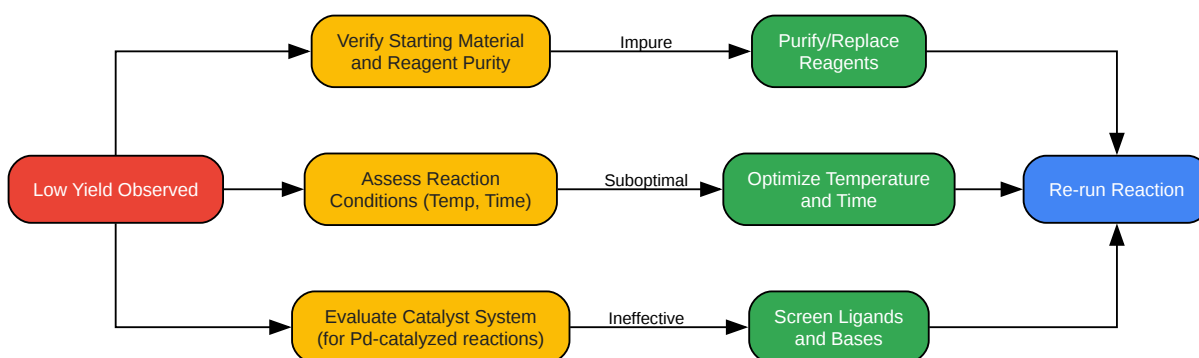 Verify Starting Material
and Reagent Purity
Impure
Purify/Replace
Reagents
Low Yield Observed
Assess Reaction
Conditions (Temp, Time)
Suboptimal
Optimize Temperature
and Time
Re-run Reaction
Evaluate Catalyst System
(for Pd-catalyzed reactions)
Ineffective
Screen Ligands
and Bases